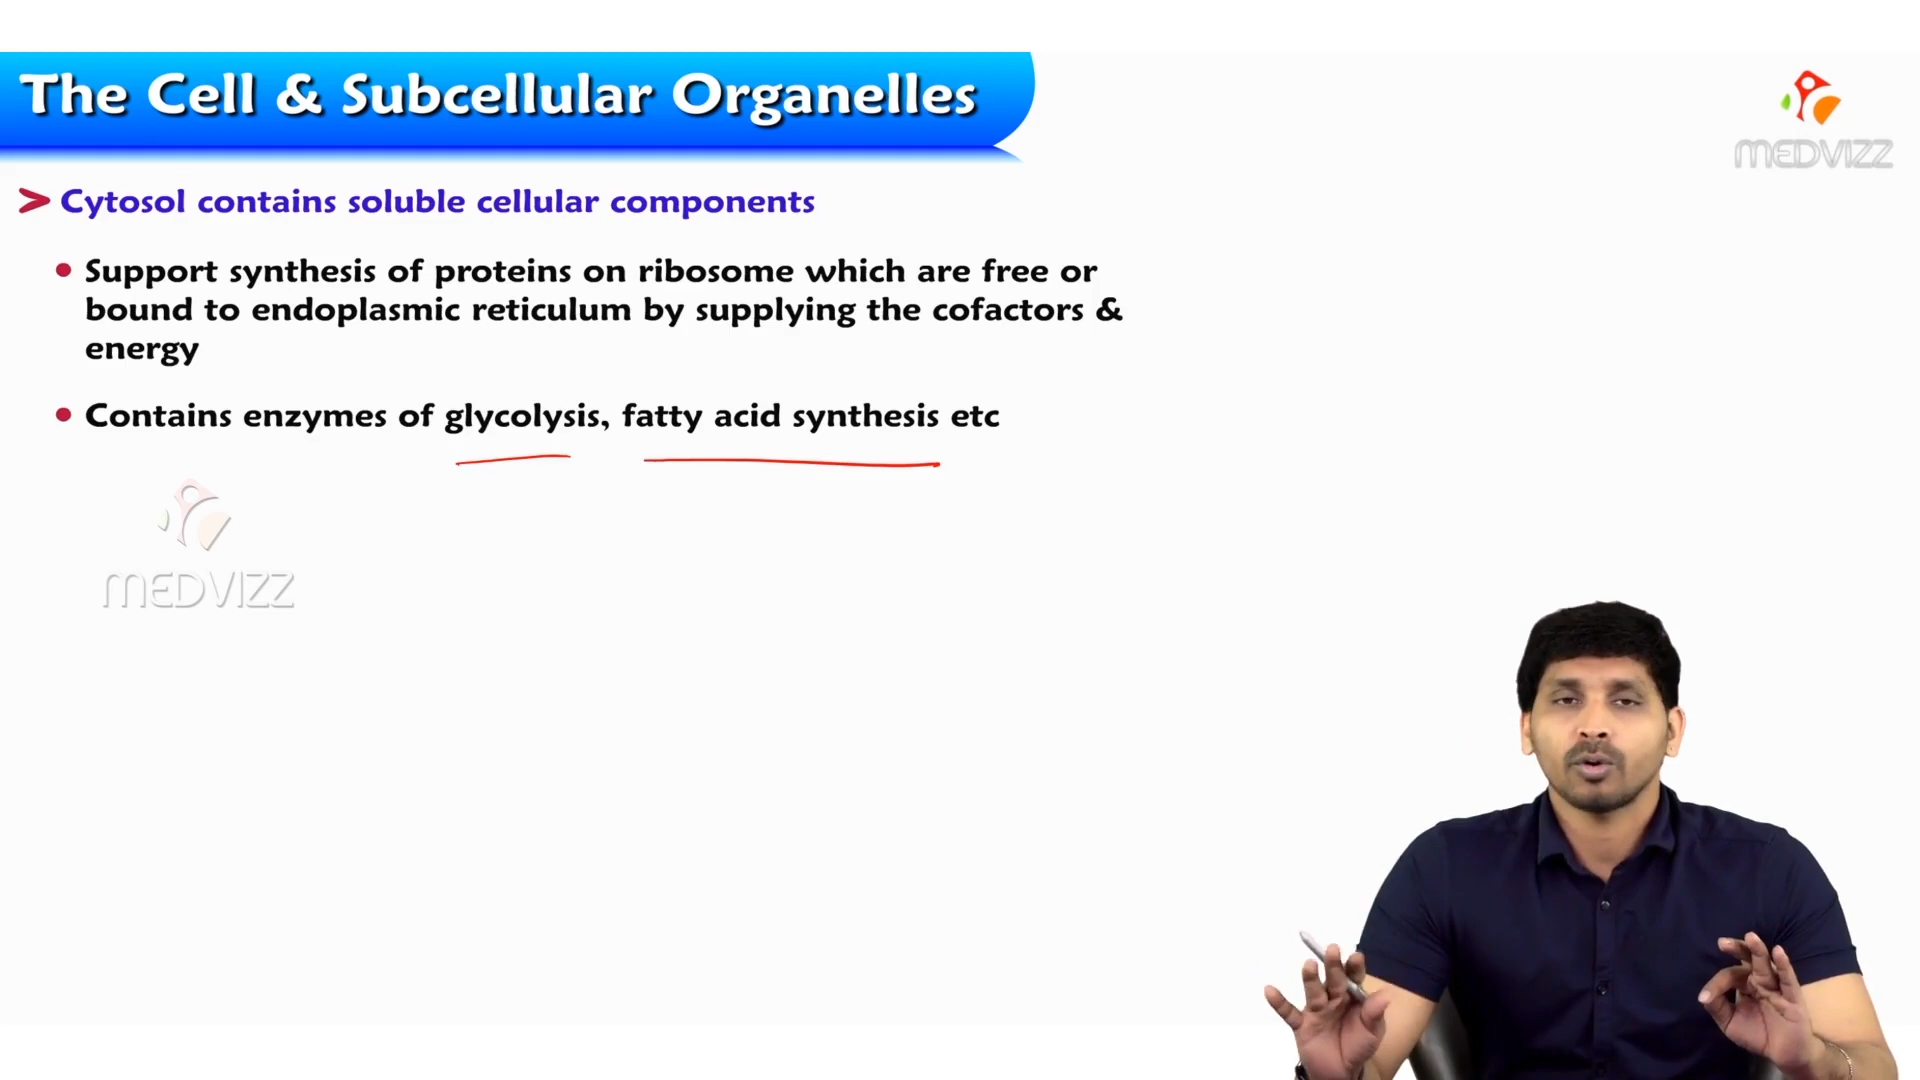 The Cell & Subcellular Organelles
MEDVIZZ
> Cytosol contains soluble cellular components
• Support synthesis of proteins on ribosome which are free or
bound to endoplasmic reticulum by supplying the cofactors &
energy
• Contains enzymes of glycolysis, fatty acid synthesis etc
MEDVIZZ